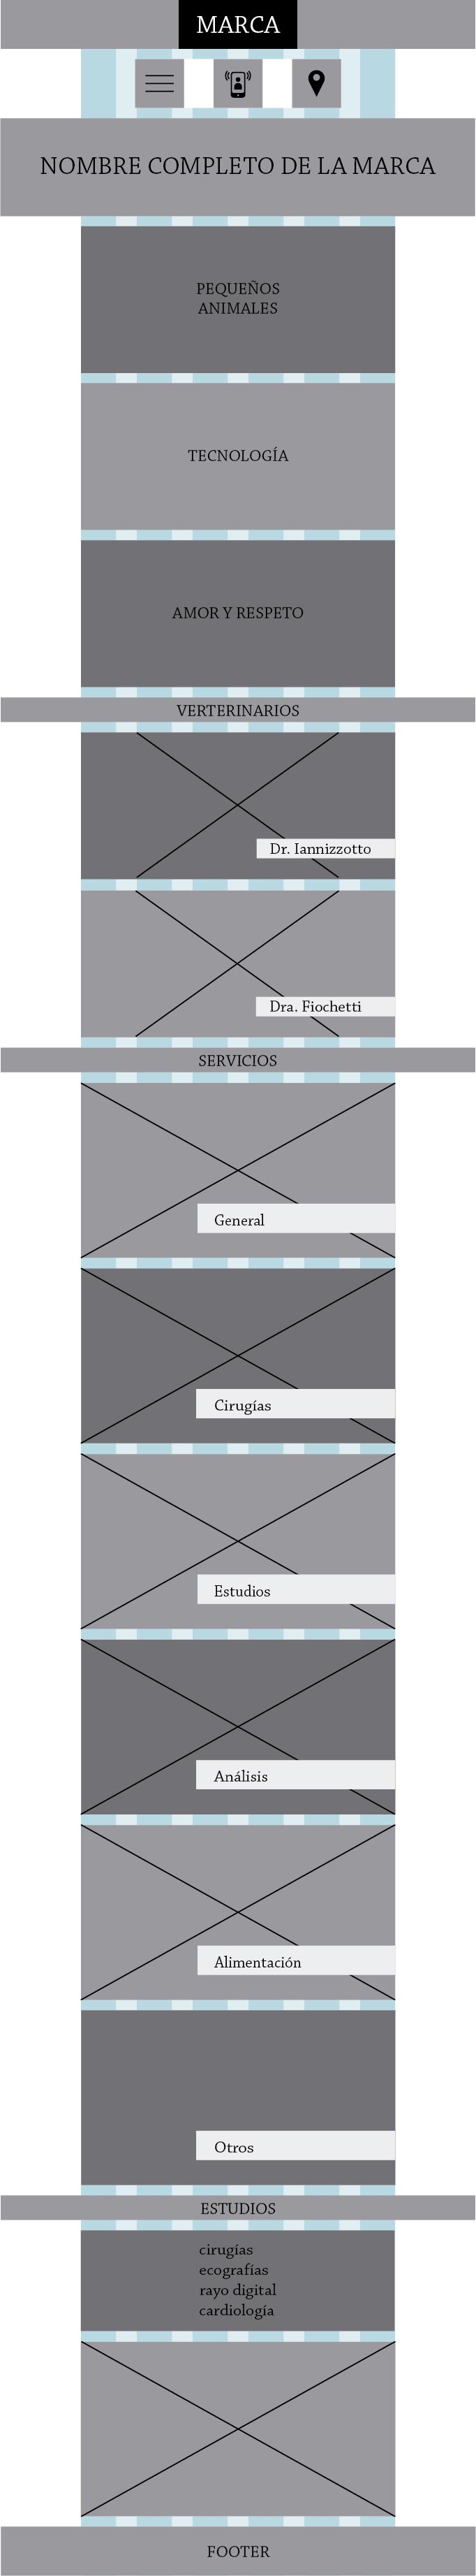 MARCA
NOMBRE COMPLETO DE LA MARCA
PEQUEÑOS
ANIMALES
TECNOLOGÍA
AMOR Y RESPETO
VERTERINARIOS
Dr. Iannizzotto
Dra. Fiochetti
SERVICIOS
General
Cirugías
Estudios
Análisis
Alimentación
Otros
ESTUDIOS
cirugías
ecografías
rayo digital
cardiología
FOOTER